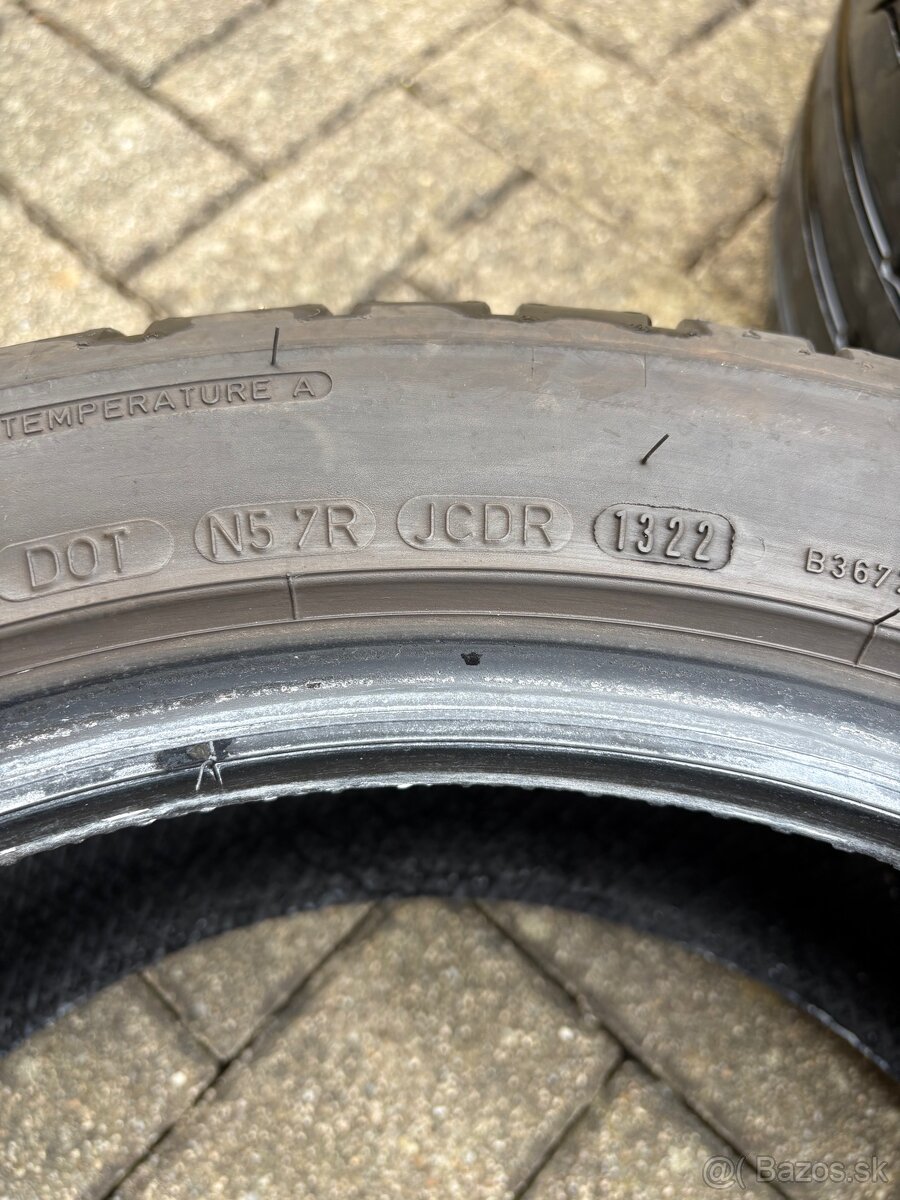 TEMPERATURE A
DOT N5 7R JCDR 1322
@( Bazos.sk